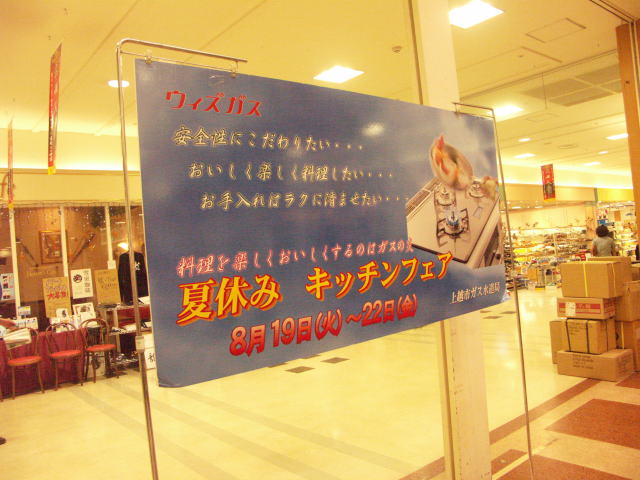 ウィズガス
安全性にこだわりたい・・・
おいしく楽しく料理したい・・・
お手入れはラクに済ませたい・・・
料理を楽しくおいしくするのはガスの火
夏休み キッチンフェア
8月19日(火)～22日(金)
上越市ガス水道局